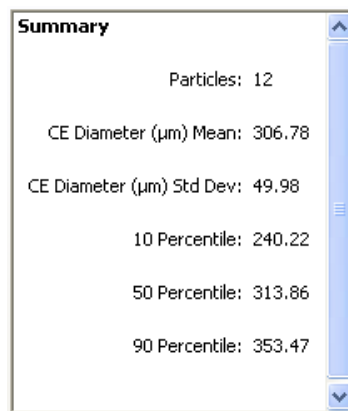 Summary
Particles: 12
CE Diameter (µm) Mean: 306.78
CE Diameter (µm) Std Dev: 49.98
10 Percentile: 240.22
50 Percentile: 313.86
90 Percentile: 353.47